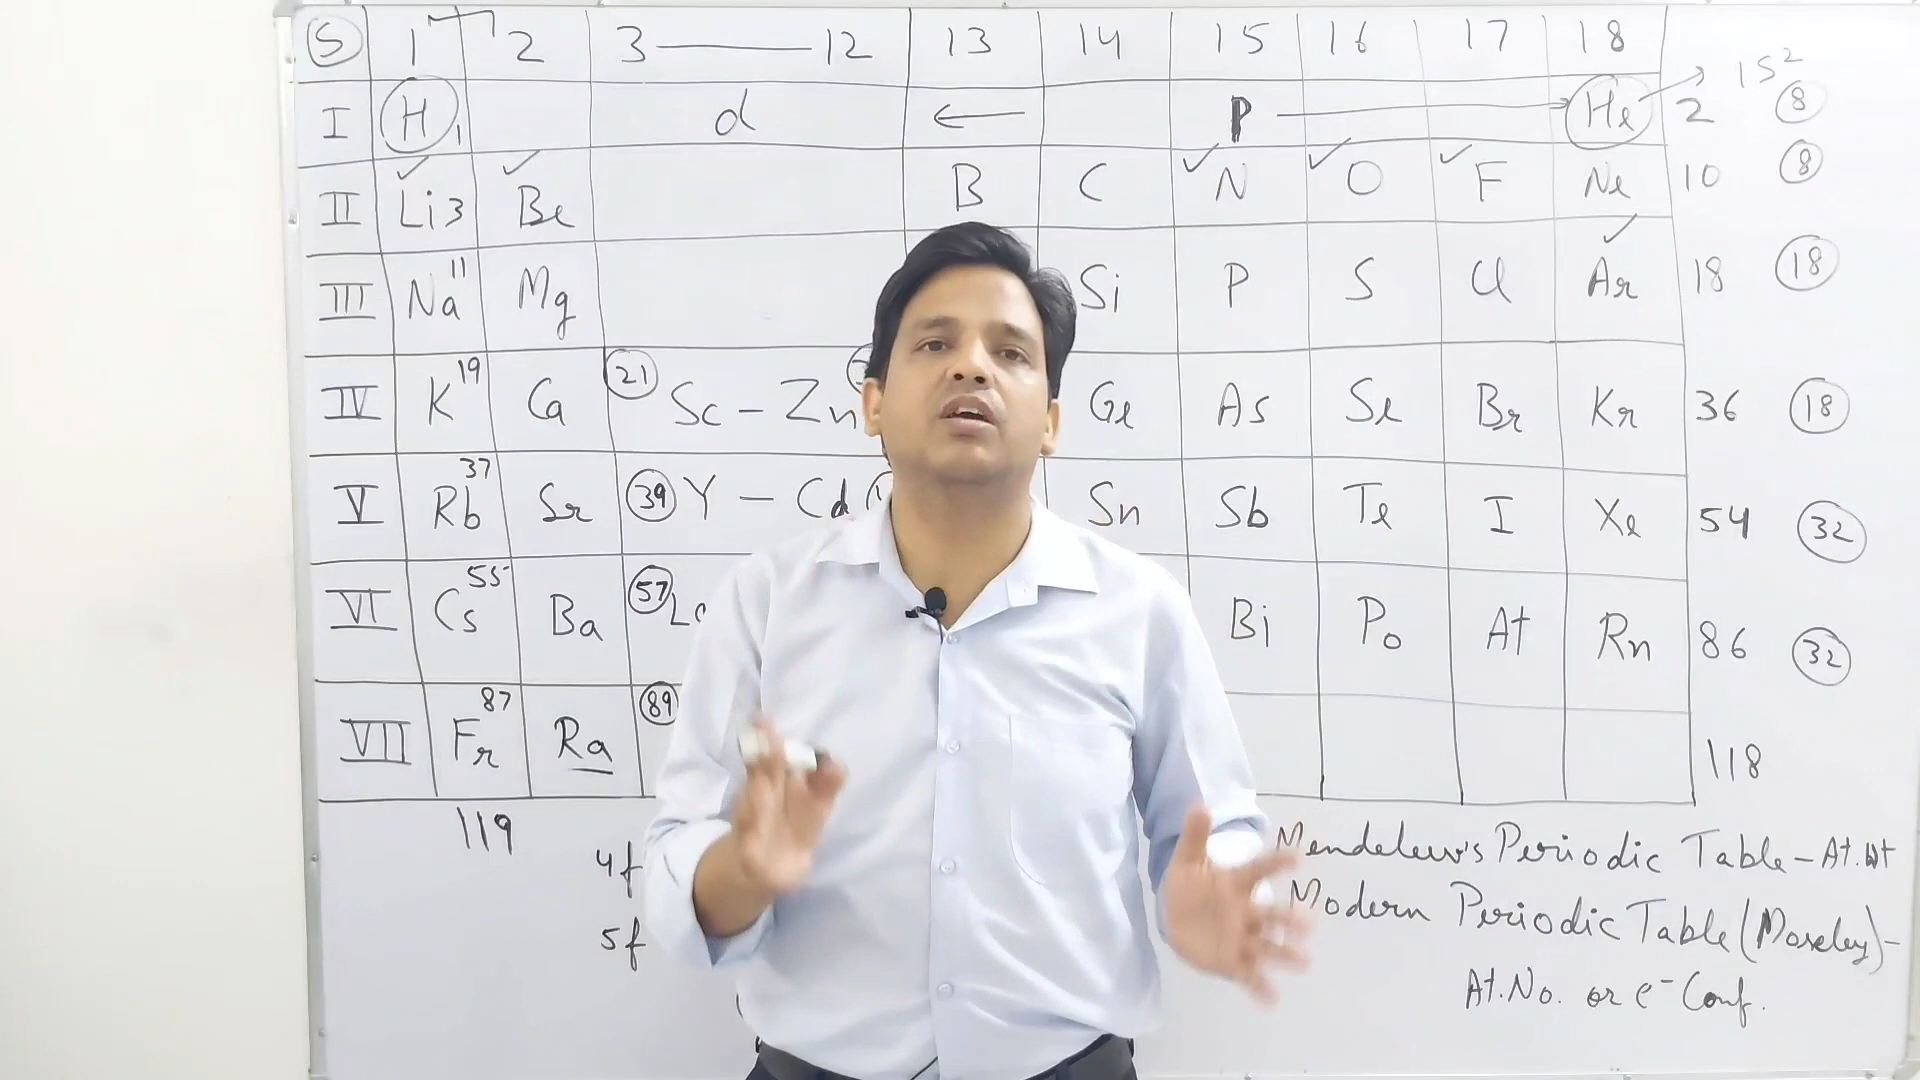 S 1 2 3 — 12 13 14 15 16 17 18
I H 1 d P He 2 1S² 8
II Li 3 Be B C N O F Ne 10 8
III Na 11 Mg Si P S Cl Ar 18 18
IV K 19 Ca 21 Sc - Zn Ge As Se Br Kr 36 18
V Rb 37 Sr 39 Y - Cd Sn Sb Te I Xe 54 32
VI Cs 55 Ba 57 Bi Po At Rn 86 32
VII Fr 87 Ra 89 118
119
4f
5f
Mendeleev's Periodic Table - At.Wt
Modern Periodic Table (Moseley) -
At.No. or e⁻ Conf.